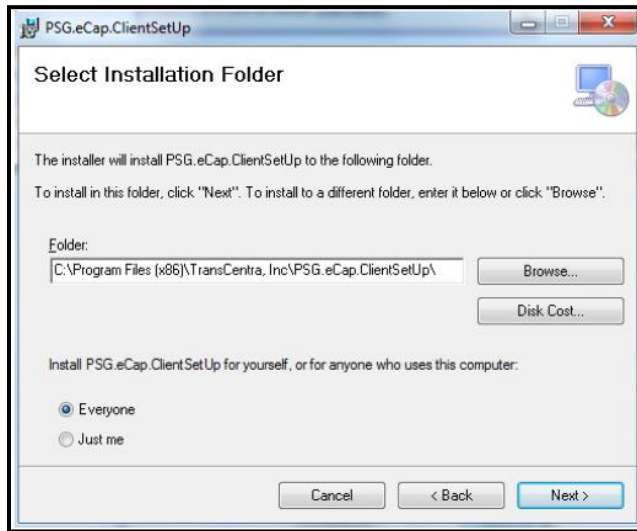 PSG.eCap.ClientSetUp
Select Installation Folder
The installer will install PSG.eCap.ClientSetUp to the following folder.
To install in this folder, click "Next". To install to a different folder, enter it below or click "Browse".
Folder:
C:\Program Files (x86)\TransCentra, Inc\PSG.eCap.ClientSetUp\
Browse...
Disk Cost...
Install PSG.eCap.ClientSetUp for yourself, or for anyone who uses this computer:
Everyone
Just me
Cancel
< Back
Next >